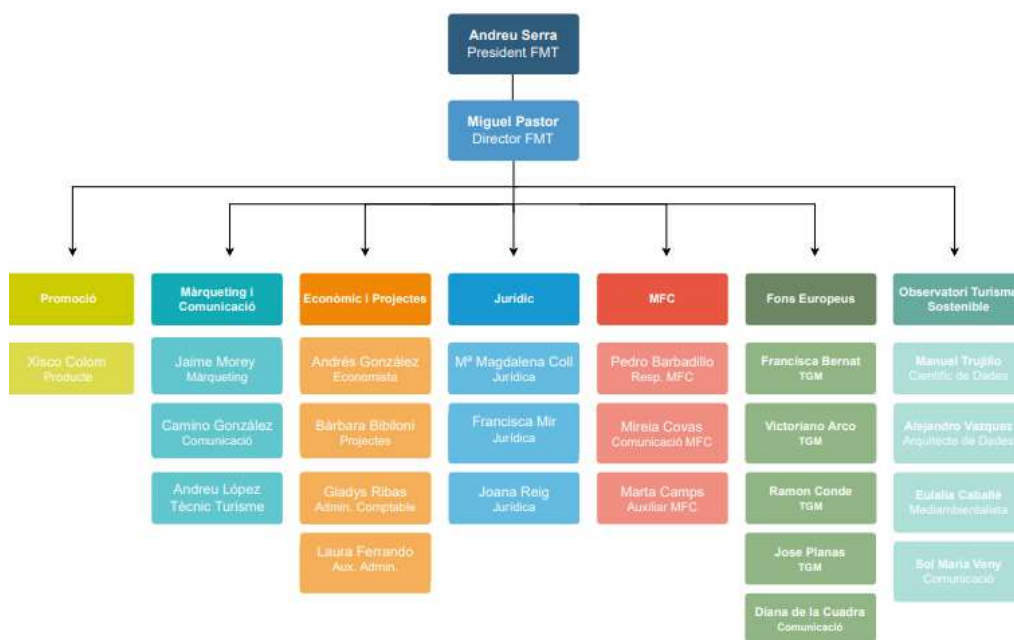 Andreu Serra
President FMT
Miguel Pastor
Director FMT
Promoció
Màrqueting i
Comunicació
Econòmic i Projectes
Jurídic
MFC
Fons Europeus
Observatori Turisme
Sostenible
Xisco Colom
Producte
Jaime Morey
Màrqueting
Andrés González
Economista
Mª Magdalena Coll
Jurídica
Pedro Barbadillo
Resp. MFC
Francisca Bernat
TGM
Manuel Trujillo
Científic de Dades
Camino González
Comunicació
Bàrbara Bibiloni
Projectes
Francisca Mir
Jurídica
Mireia Covas
Comunicació MFC
Victoriano Arco
TGM
Alejandro Vazquez
Arquitecte de Dades
Andreu López
Tècnic Turisme
Gladys Ribas
Admin. Comptable
Joana Reig
Jurídica
Marta Camps
Auxiliar MFC
Ramon Conde
TGM
Eulalia Caballé
Mediambientalista
Laura Ferrando
Aux. Admin.
Jose Planas
TGM
Sol Maria Veny
Comunicació
Diana de la Cuadra
Comunicació